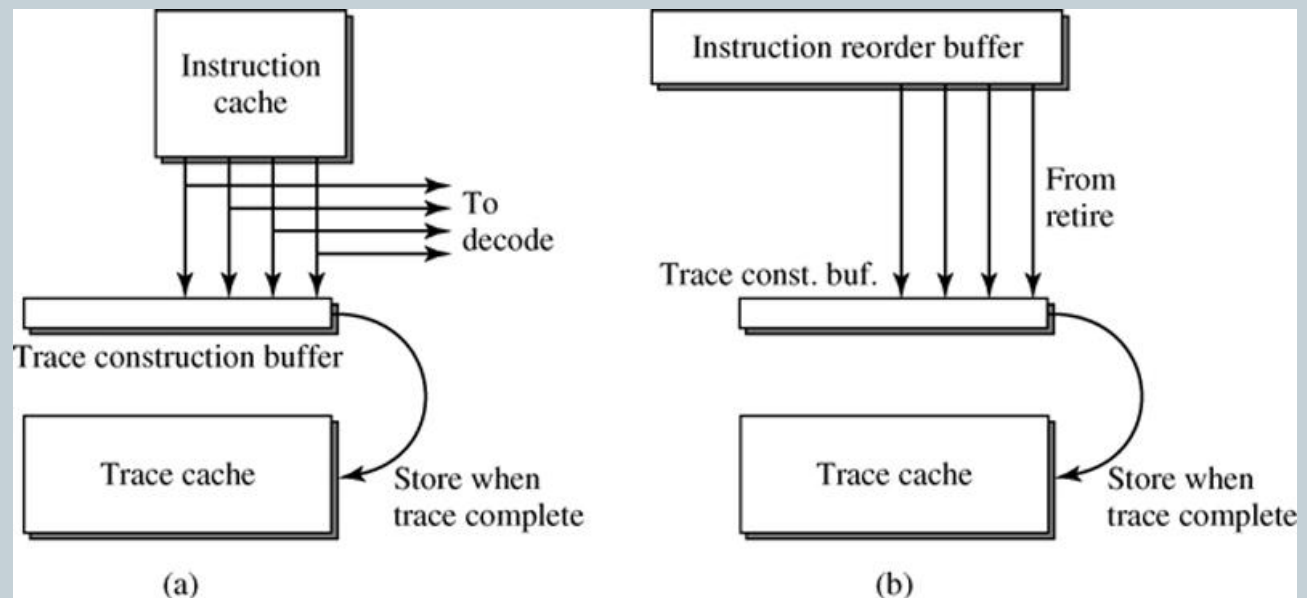 Instruction
cache
To
decode
Trace construction buffer
Trace cache
Store when
trace complete
(a)
Instruction reorder buffer
From
retire
Trace const. buf.
Trace cache
Store when
trace complete
(b)